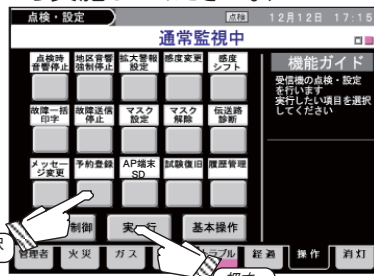 点検・設定 点検 12月12日 17:15
通常監視中
点検時音響停止 地区音響強制停止 拡大警報設定 感度変更 感度シフト
故障一括印字 故障送信停止 マスク設定 マスク解除 伝送路診断
メッセージ変更 予約登録 AP端末SD 試験復旧 履歴管理
機能ガイド
受信機の点検・設定
を行います
実行したい項目を選択
してください
制御 実行 基本操作
管理者 火災 ガス トラブル 経過 操作 消灯
択
押す